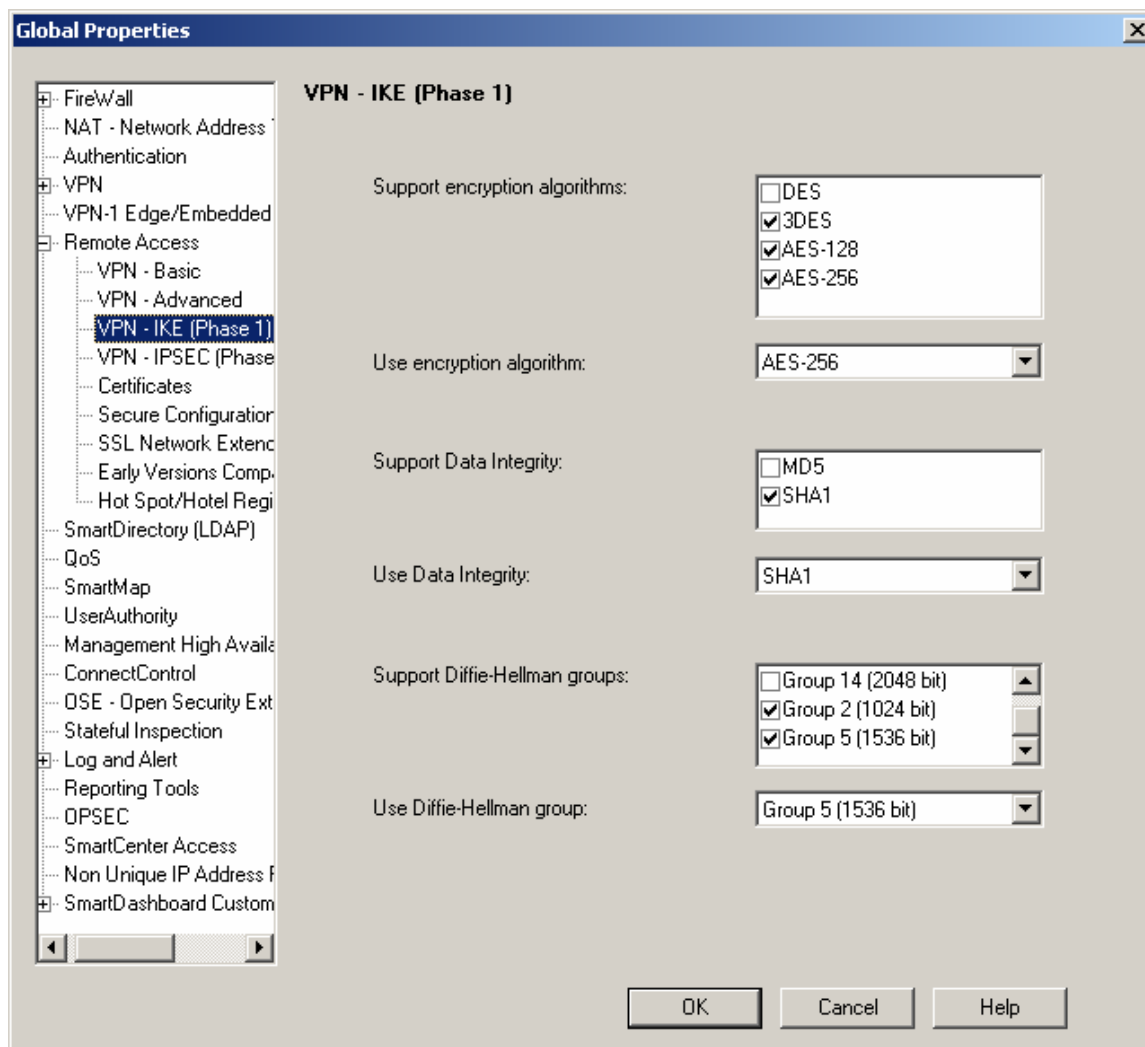 Global Properties
FireWall
NAT - Network Address
Authentication
VPN
VPN-1 Edge/Embedded
Remote Access
VPN - Basic
VPN - Advanced
VPN - IKE (Phase 1)
VPN - IPSEC (Phase
Certificates
Secure Configuration
SSL Network Extenc
Early Versions Comp
Hot Spot/Hotel Regi
SmartDirectory (LDAP)
QoS
SmartMap
UserAuthority
Management High Availa
ConnectControl
OSE - Open Security Ext
Stateful Inspection
Log and Alert
Reporting Tools
OPSEC
SmartCenter Access
Non Unique IP Address F
SmartDashboard Custom
VPN - IKE (Phase 1)
Support encryption algorithms:
DES
3DES
AES-128
AES-256
Use encryption algorithm:
AES-256
Support Data Integrity:
MD5
SHA1
Use Data Integrity:
SHA1
Support Diffie-Hellman groups:
Group 14 (2048 bit)
Group 2 (1024 bit)
Group 5 (1536 bit)
Use Diffie-Hellman group:
Group 5 (1536 bit)
OK
Cancel
Help